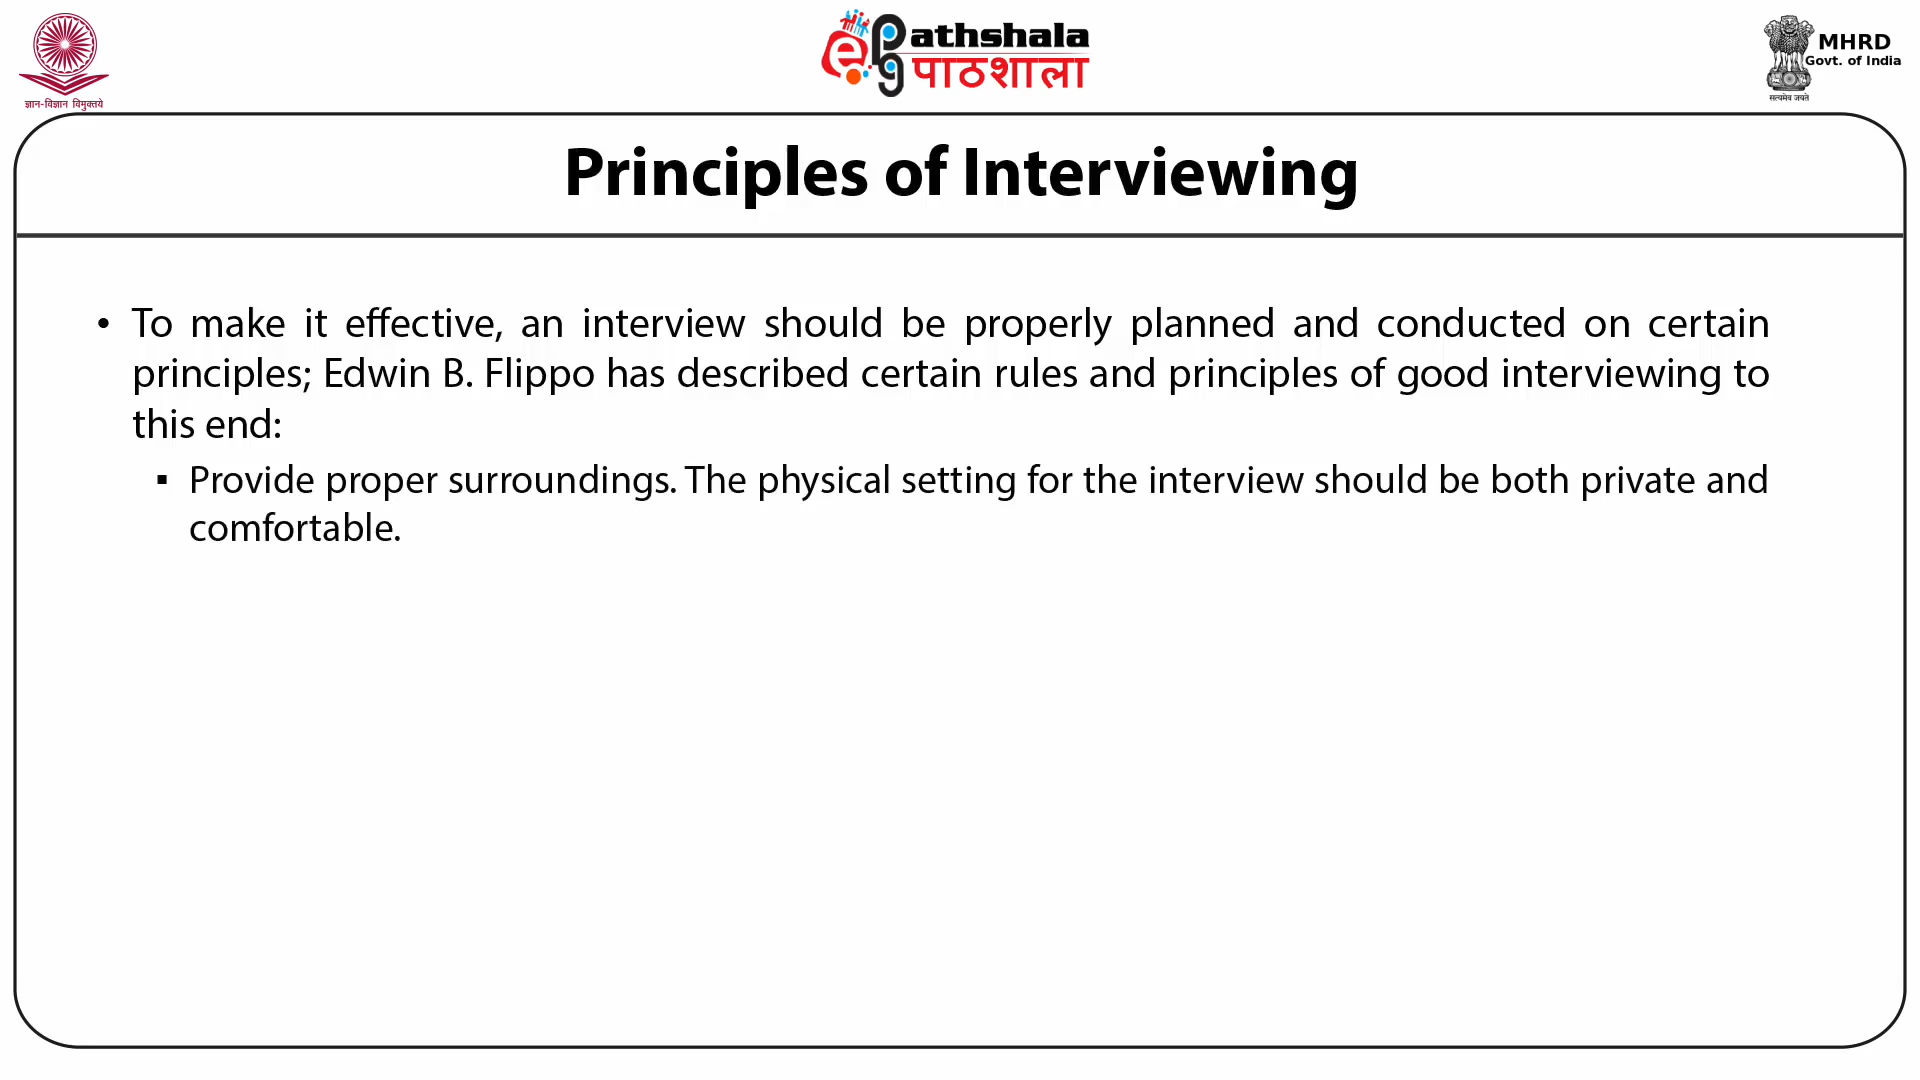 ज्ञान-विज्ञान विमुक्तये
e pg athshala
पाठशाला
MHRD
Govt. of India
सत्यमेव जयते
Principles of Interviewing
• To make it effective, an interview should be properly planned and conducted on certain
principles; Edwin B. Flippo has described certain rules and principles of good interviewing to
this end:
▪ Provide proper surroundings. The physical setting for the interview should be both private and
comfortable.